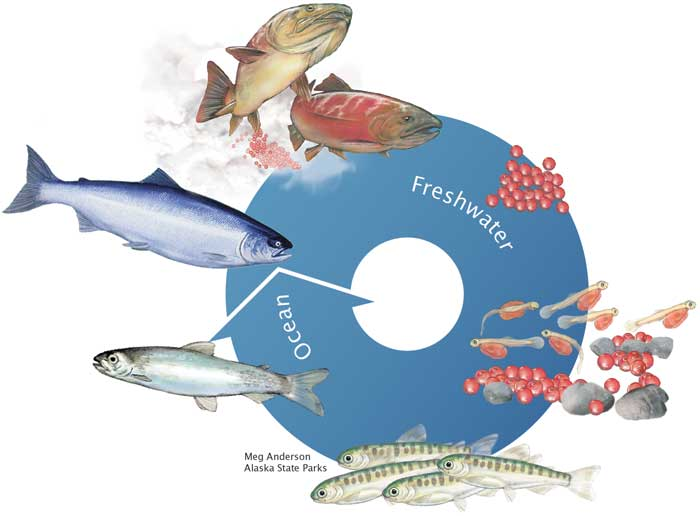 Freshwater
Ocean
Meg Anderson
Alaska State Parks